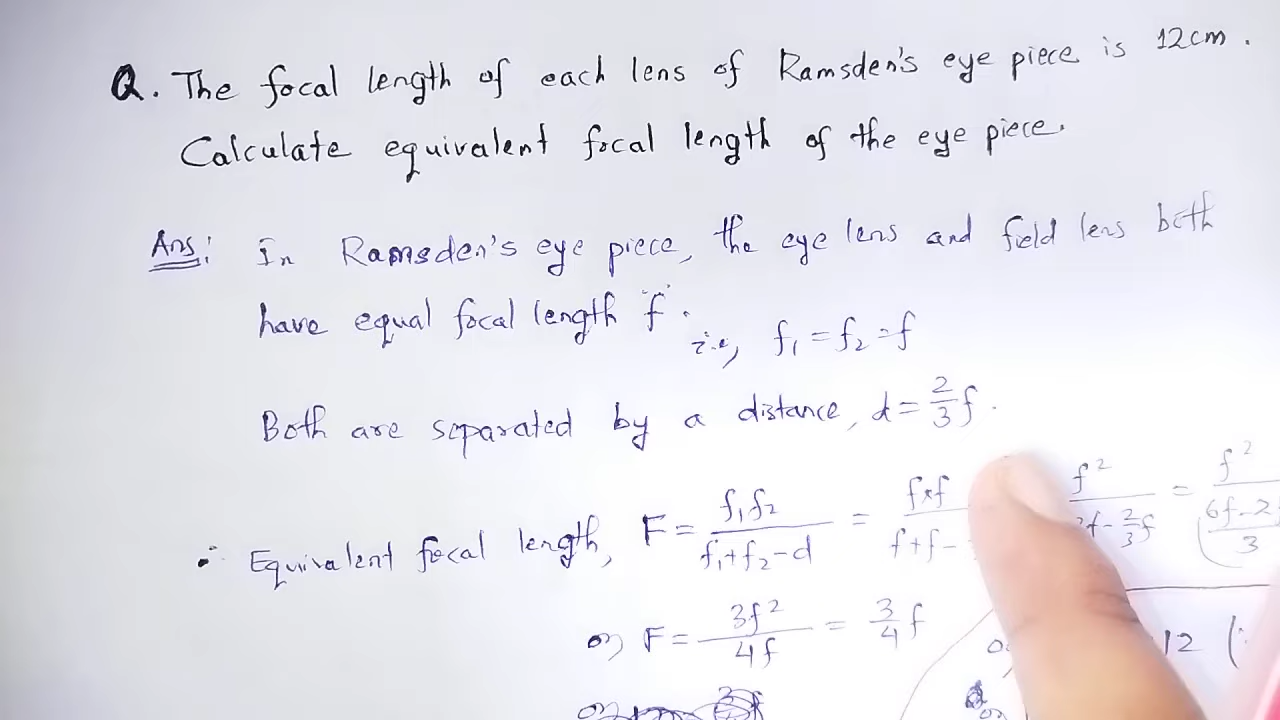 Q. The focal length of each lens of Ramsden's eye piece is 12cm.
Calculate equivalent focal length of the eye piece.
Ans: In Ramsden's eye piece, the eye lens and field lens both
have equal focal length "f".
i.e, f₁ = f₂ = f
Both are separated by a distance, d = 2/3 f.
∴ Equivalent focal length, F = f₁f₂ / (f₁+f₂-d) = f×f / f+f- f² / 2f-2/3f = f² / 6f-2 / 3
or, F = 3f² / 4f = 3/4 f
12 (∵